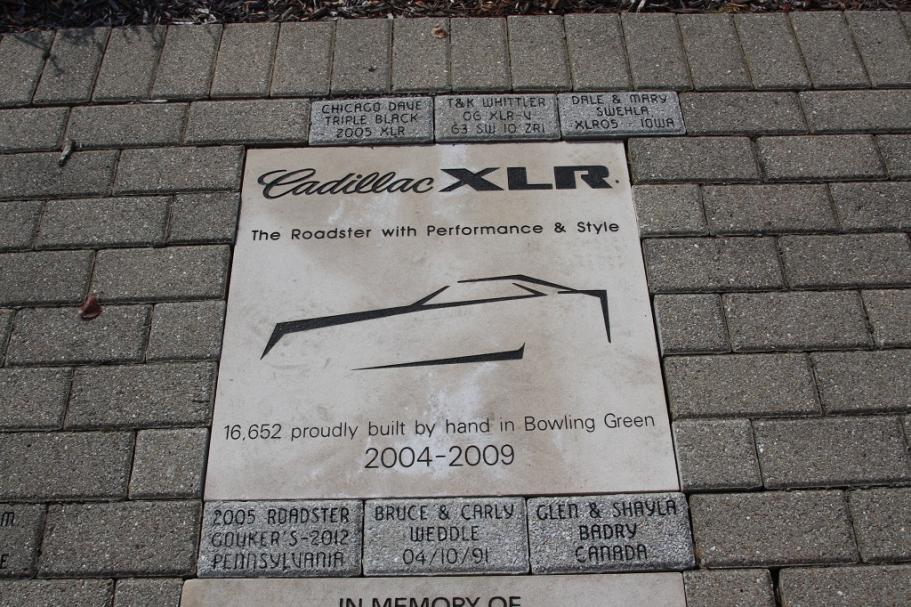 CHICAGO DAVE
TRIPLE BLACK
2005 XLR
T&K WHITTLER
06 XLR-V
63 SW 10 ZR1
DALE & MARY
SWEHLA
XLR05 - IOWA
Cadillac XLR
The Roadster with Performance & Style
16,652 proudly built by hand in Bowling Green
2004-2009
2005 ROADSTER
GOUKER'S-2012
PENNSYLVANIA
BRUCE & CARLY
WEDDLE
04/10/91
GLEN & SHAYLA
BADRY
CANADA
IN MEMORY OF